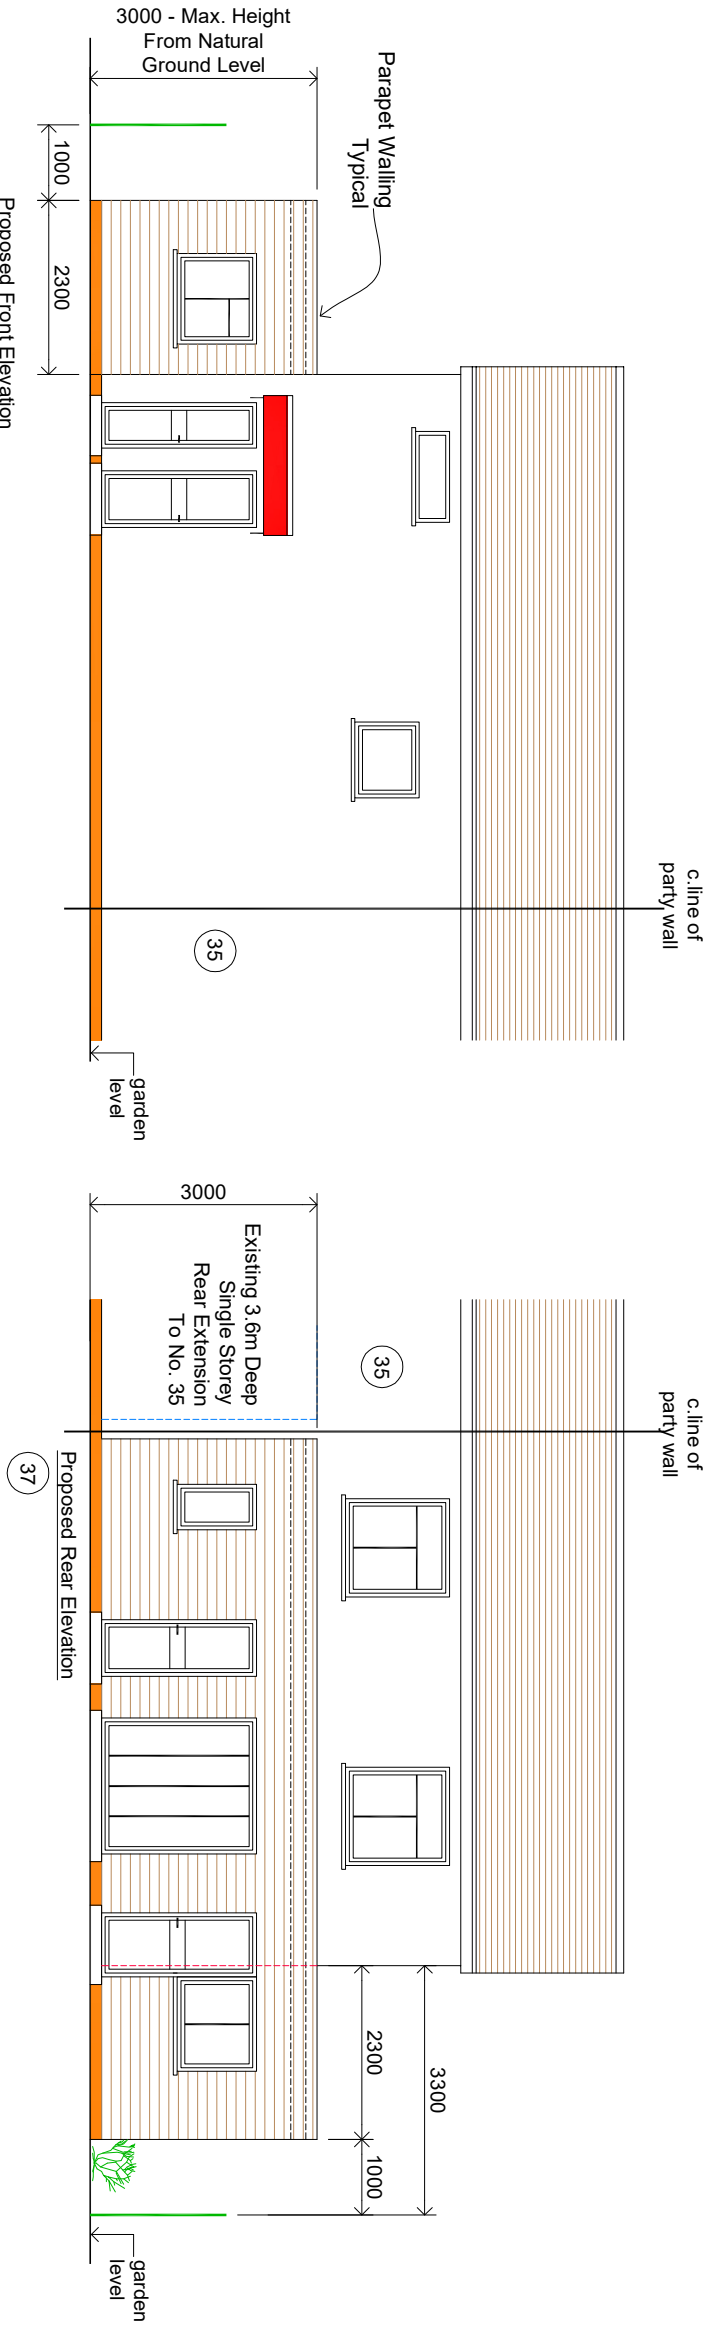 3000 - Max. Height
From Natural
Ground Level
Parapet Walling
Typical
1000
2300
Proposed Front Elevation
c.line of
party wall
35
garden
level
3000
Existing 3.6m Deep
Single Storey
Rear Extension
To No. 35
35
c.line of
party wall
37
Proposed Rear Elevation
2300
3300
1000
garden
level